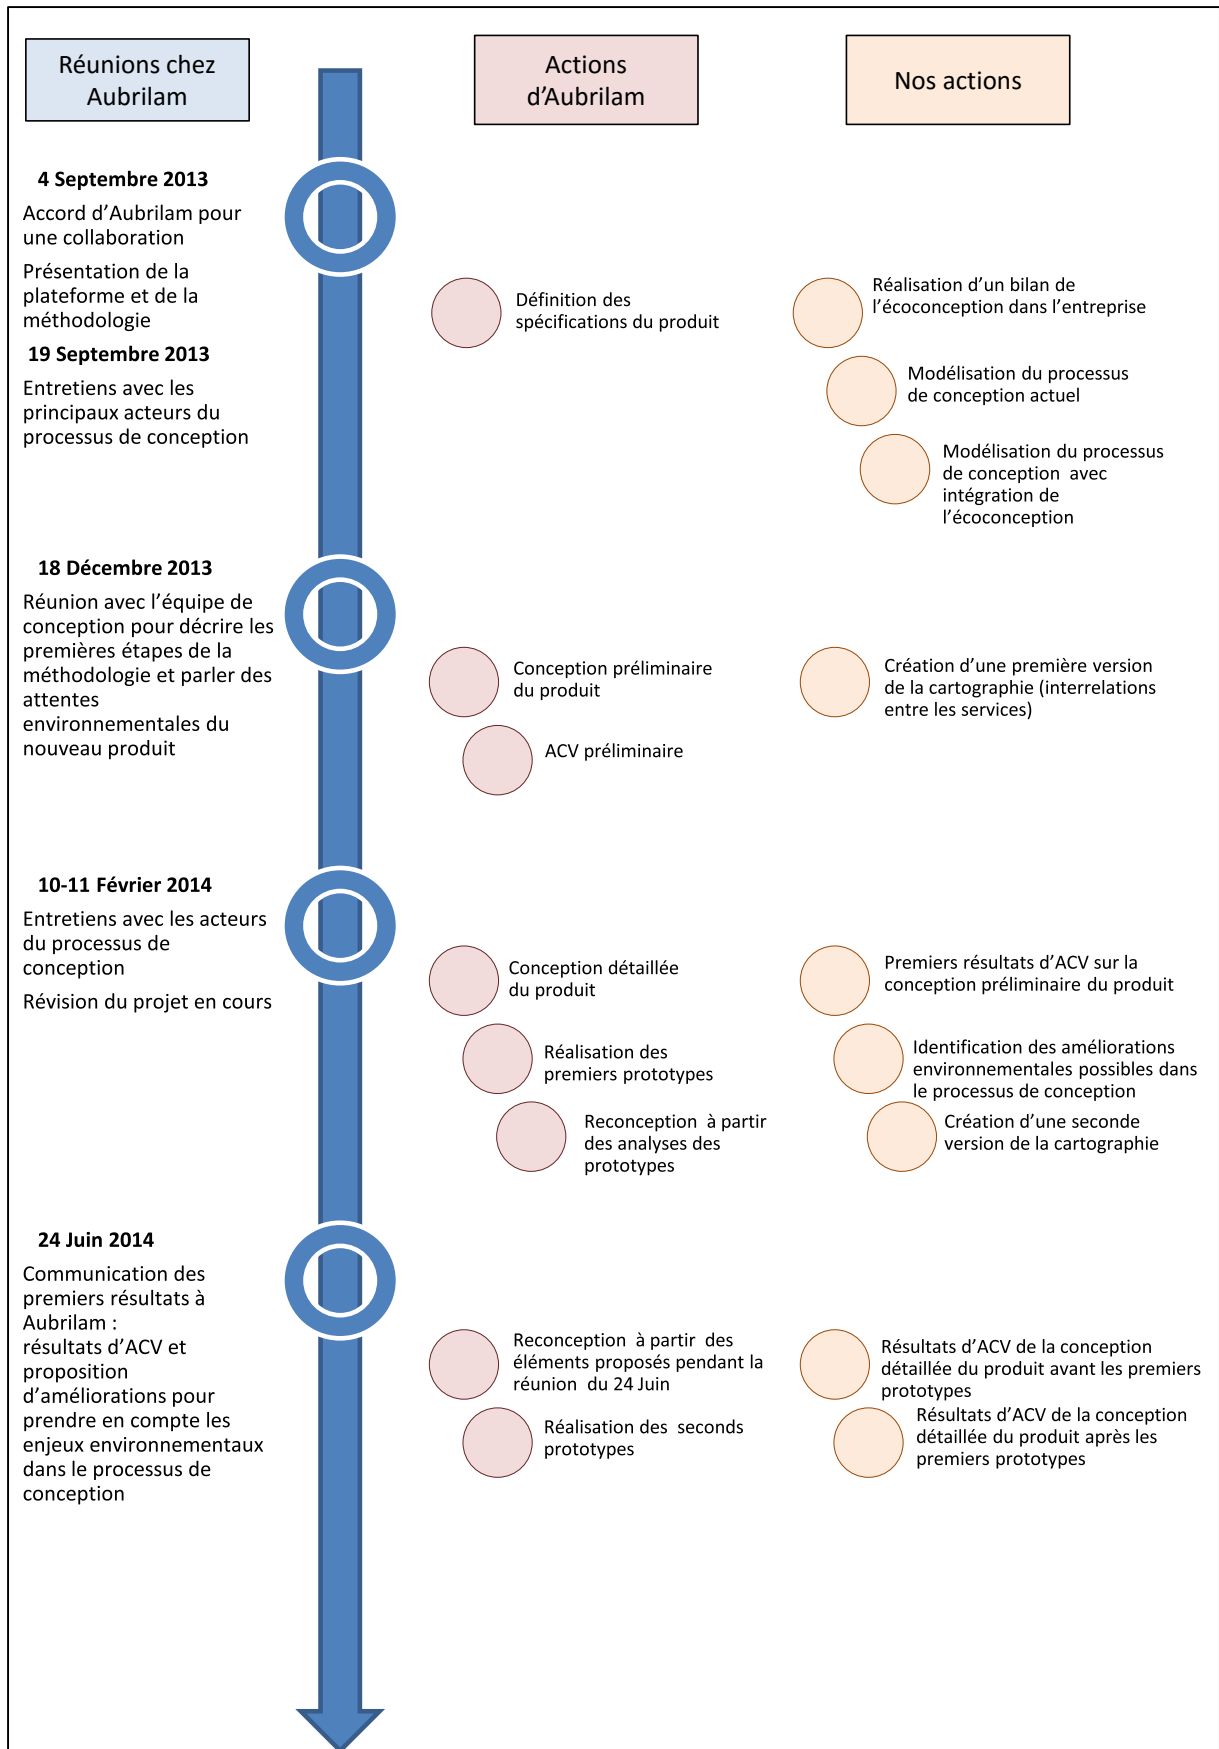 Réunions chez
Aubrilam
Actions
d’Aubrilam
Nos actions
4 Septembre 2013
Accord d’Aubrilam pour
une collaboration
Présentation de la
plateforme et de la
méthodologie
19 Septembre 2013
Entretiens avec les
principaux acteurs du
processus de conception
Définition des
spécifications du produit
Réalisation d’un bilan de
l’écoconception dans l’entreprise
Modélisation du processus
de conception actuel
Modélisation du processus
de conception avec
intégration de
l’écoconception
18 Décembre 2013
Réunion avec l’équipe de
conception pour décrire les
premières étapes de la
méthodologie et parler des
attentes
environnementales du
nouveau produit
Conception préliminaire
du produit
ACV préliminaire
Création d’une première version
de la cartographie (interrelations
entre les services)
10-11 Février 2014
Entretiens avec les acteurs
du processus de
conception
Révision du projet en cours
Conception détaillée
du produit
Réalisation des
premiers prototypes
Reconception à partir
des analyses des
prototypes
Premiers résultats d’ACV sur la
conception préliminaire du produit
Identification des améliorations
environnementales possibles dans
le processus de conception
Création d’une seconde
version de la cartographie
24 Juin 2014
Communication des
premiers résultats à
Aubrilam :
résultats d’ACV et
proposition
d’améliorations pour
prendre en compte les
enjeux environnementaux
dans le processus de
conception
Reconception à partir des
éléments proposés pendant la
réunion du 24 Juin
Réalisation des seconds
prototypes
Résultats d’ACV de la conception
détaillée du produit avant les premiers
prototypes
Résultats d’ACV de la conception
détaillée du produit après les
premiers prototypes